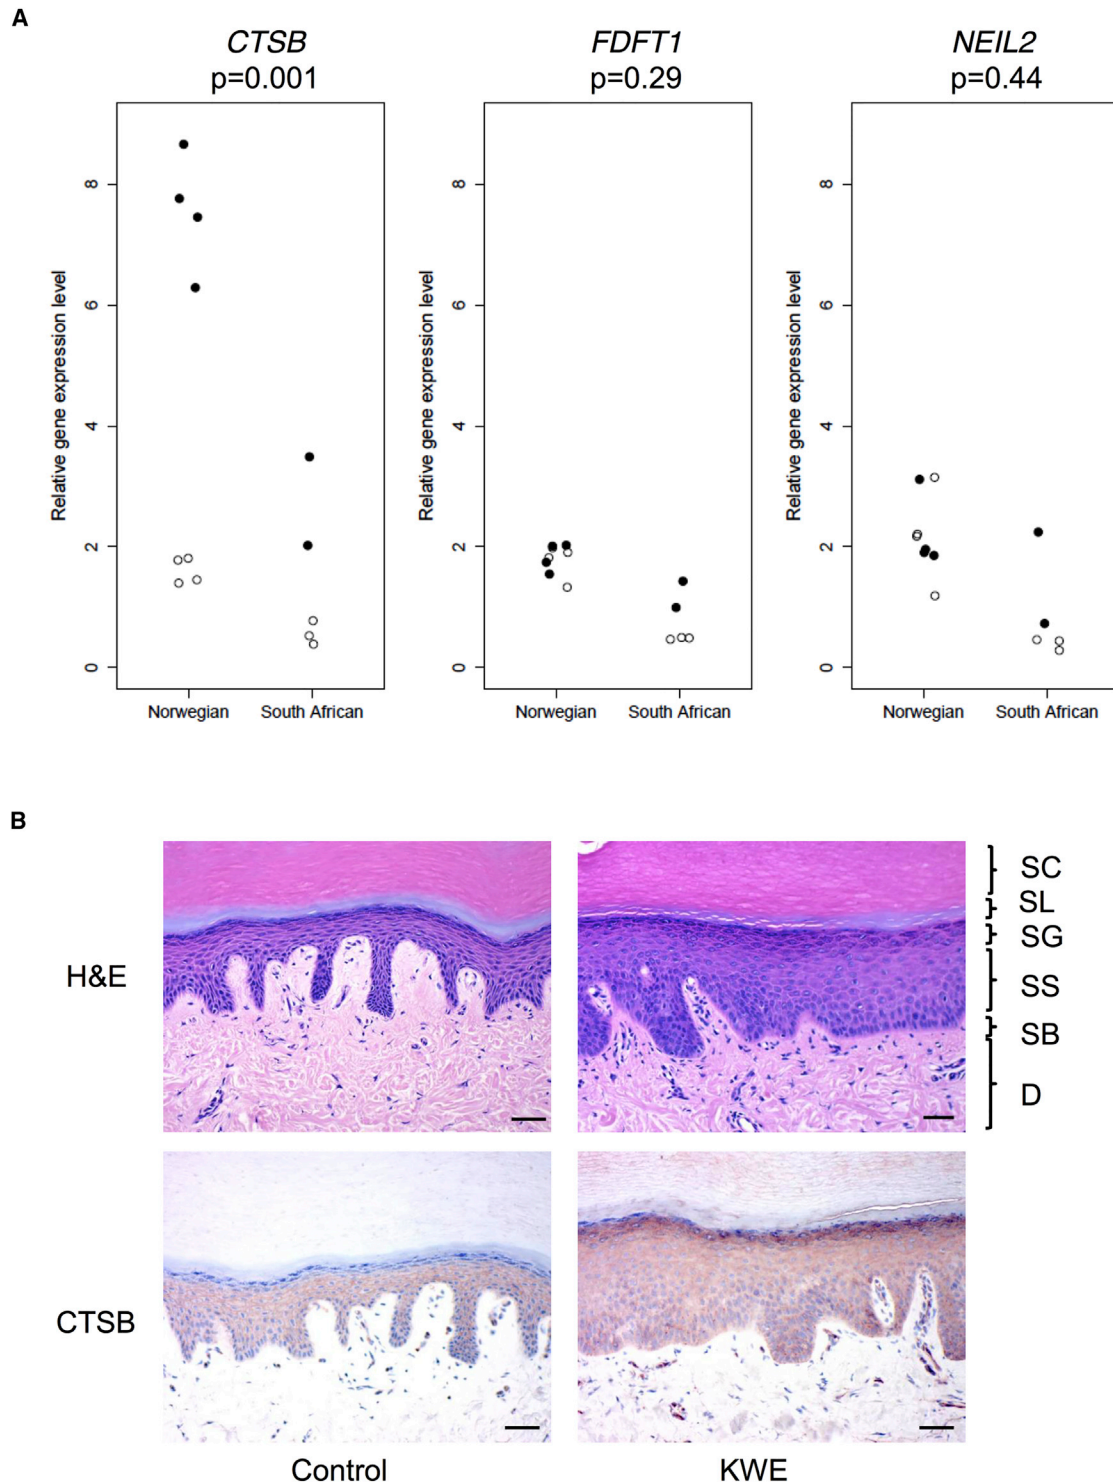 A
CTSB FDFT1 NEIL2
p=0.001 p=0.29 p=0.44
Relative gene expression level
8
6
4
2
0
Norwegian South African
Relative gene expression level
8
6
4
2
0
Norwegian South African
Relative gene expression level
8
6
4
2
0
Norwegian South African
B
H&E
SC
SL
SG
SS
SB
D
CTSB
Control KWE